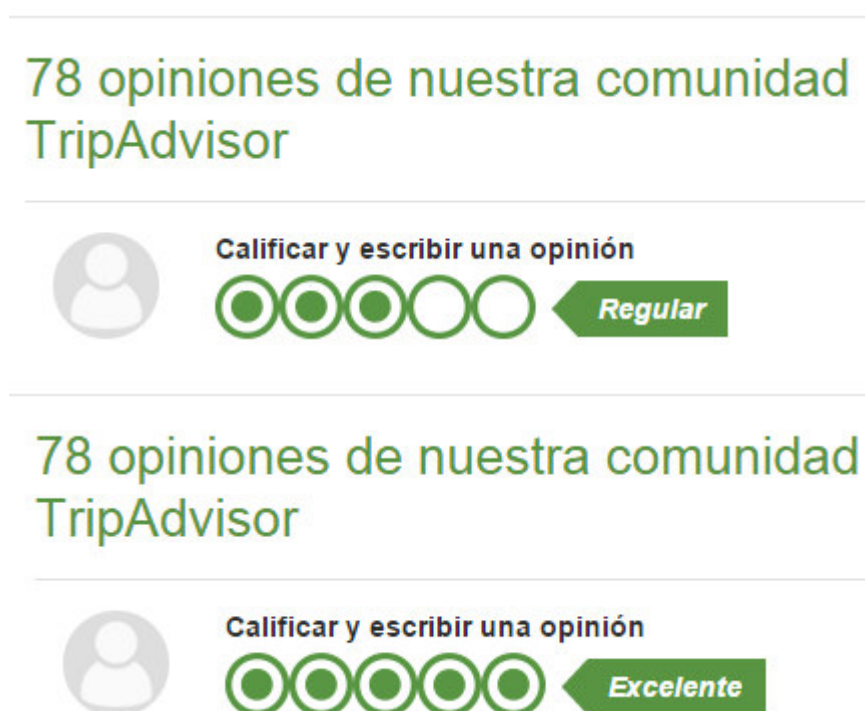 78 opiniones de nuestra comunidad
TripAdvisor
Calificar y escribir una opinión
Regular
78 opiniones de nuestra comunidad
TripAdvisor
Calificar y escribir una opinión
Excelente